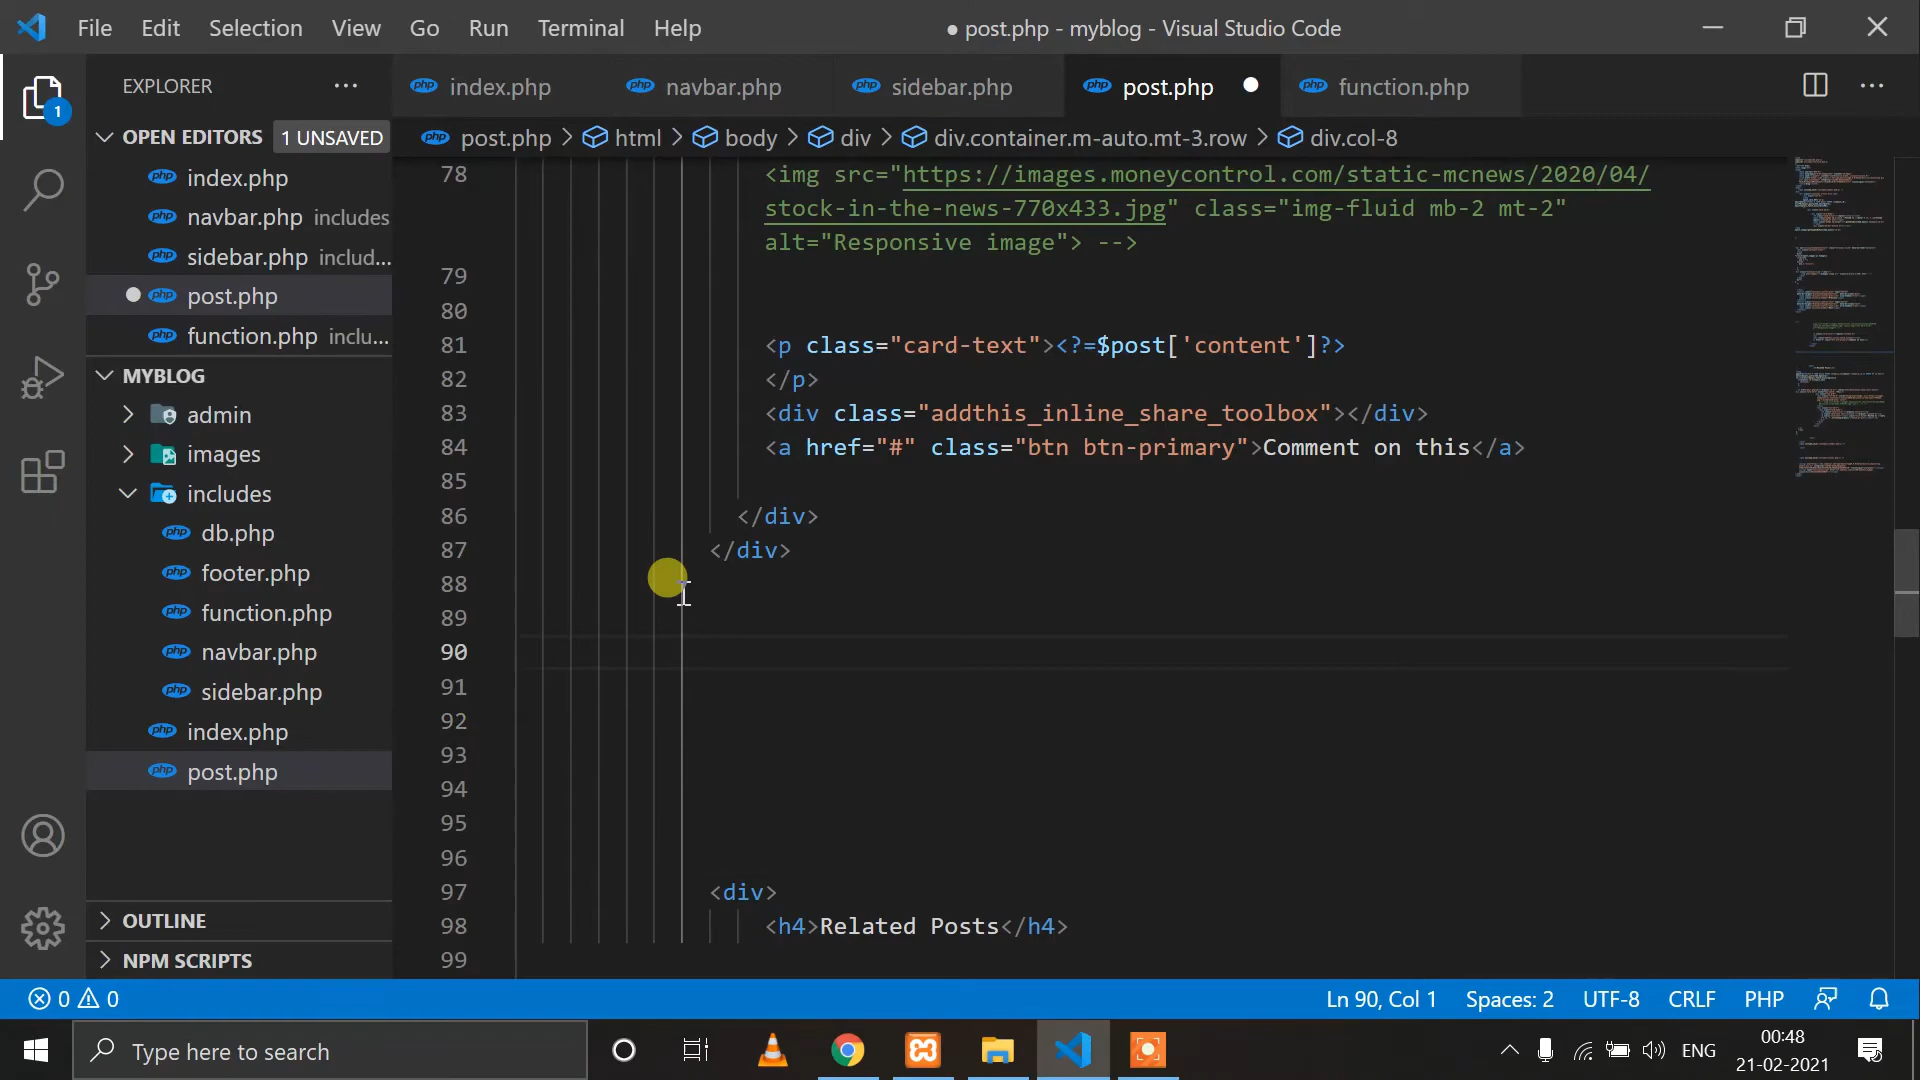 File Edit Selection View Go Run Terminal Help
● post.php - myblog - Visual Studio Code
EXPLORER
index.php navbar.php sidebar.php post.php function.php
OPEN EDITORS 1 UNSAVED
post.php > html > body > div > div.container.m-auto.mt-3.row > div.col-8
index.php
navbar.php includes
sidebar.php includ...
post.php
function.php inclu...
MYBLOG
admin
images
includes
db.php
footer.php
function.php
navbar.php
sidebar.php
index.php
post.php
OUTLINE
NPM SCRIPTS
1
78 <img src="https://images.moneycontrol.com/static-mcnews/2020/04/
stock-in-the-news-770x433.jpg" class="img-fluid mb-2 mt-2"
alt="Responsive image"> -->
79
80
81 <p class="card-text"><?=$post['content']?>
82 </p>
83 <div class="addthis_inline_share_toolbox"></div>
84 <a href="#" class="btn btn-primary">Comment on this</a>
85
86 </div>
87 </div>
88
89
90
91
92
93
94
95
96
97 <div>
98 <h4>Related Posts</h4>
99
0 0 Ln 90, Col 1 Spaces: 2 UTF-8 CRLF PHP
Type here to search
ENG
00:48
21-02-2021